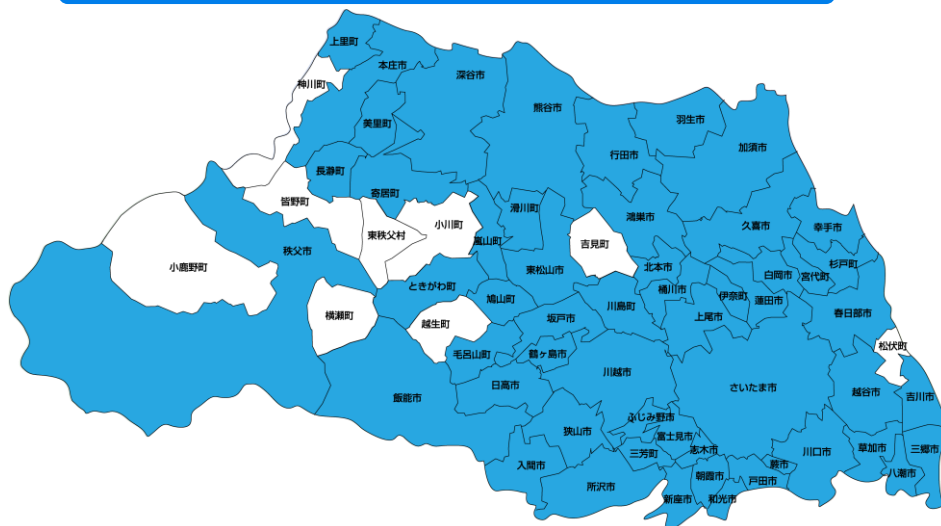 上里町
本庄市
深谷市
神川町
熊谷市
美里町
羽生市
加須市
行田市
長瀞町
寄居町
皆野町
滑川町
小川町
鴻巣市
久喜市
幸手市
東秩父村
嵐山町
吉見町
秩父市
小鹿野町
東松山市
北本市
杉戸町
白岡市
宮代町
ときがわ町
桶川市
伊奈町
蓮田市
鳩山町
川島町
横瀬町
越生町
坂戸市
上尾市
春日部市
松伏町
毛呂山町
鶴ヶ島市
川越市
日高市
さいたま市
越谷市
吉川市
飯能市
ふじみ野市
狭山市
富士見市
志木市
三芳町
川口市
草加市
三郷市
入間市
蕨市
所沢市
朝霞市
戸田市
八潮市
新座市
和光市